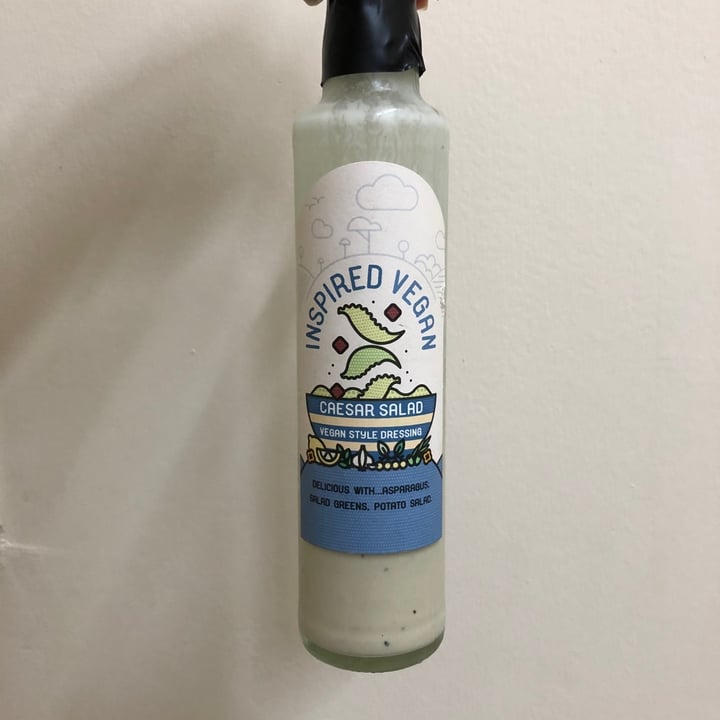 INSPIRED VEGAN
CAESAR SALAD
VEGAN STYLE DRESSING
DELICIOUS WITH...ASPARAGUS,
SALAD GREENS, POTATO SALAD.